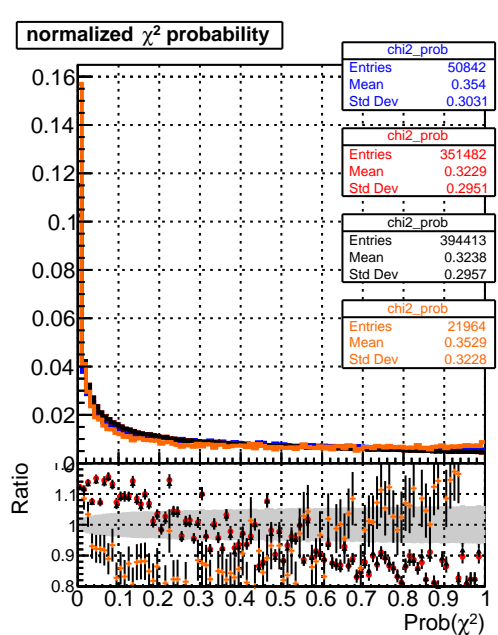 normalized χ² probability
chi2_prob
Entries 50842
Mean 0.354
Std Dev 0.3031
chi2_prob
Entries 351482
Mean 0.3229
Std Dev 0.2951
chi2_prob
Entries 394413
Mean 0.3238
Std Dev 0.2957
chi2_prob
Entries 21964
Mean 0.3529
Std Dev 0.3228
0.16
0.14
0.12
0.1
0.08
0.06
0.04
0.02
Ratio
1.1
1
0.9
0.8
0 0.1 0.2 0.3 0.4 0.5 0.6 0.7 0.8 0.9 1
Prob(χ²)